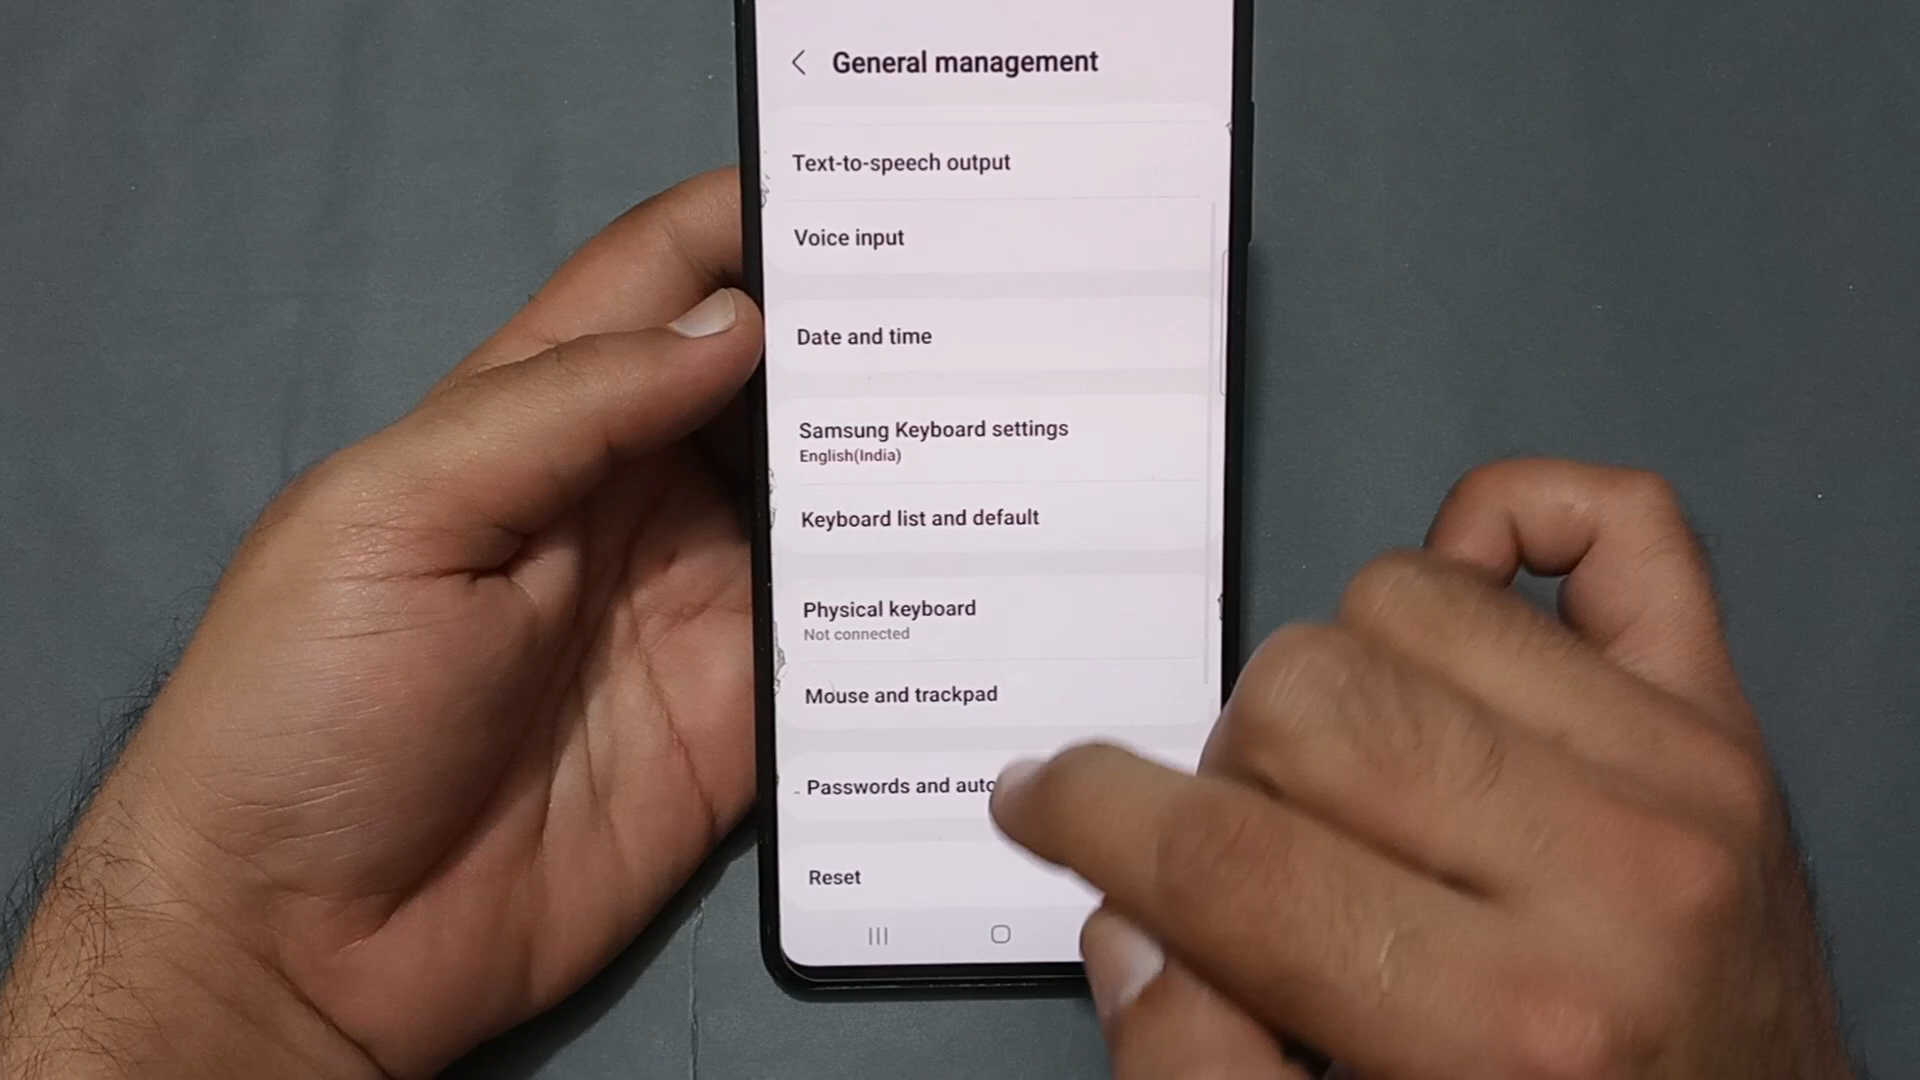 General management
Text-to-speech output
Voice input
Date and time
Samsung Keyboard settings
English(India)
Keyboard list and default
Physical keyboard
Not connected
Mouse and trackpad
Passwords and auto
Reset